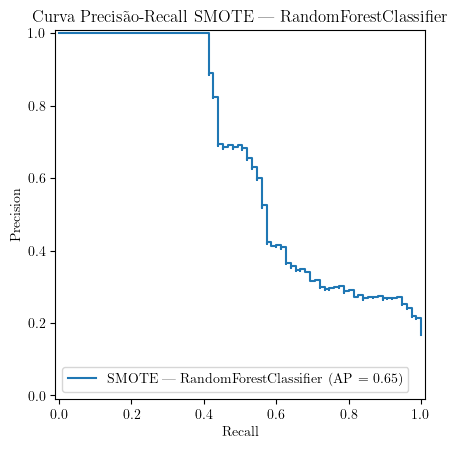 Curva Precisão-Recall SMOTE — RandomForestClassifier
1.0
0.8
0.6
0.4
0.2
0.0
Precision
SMOTE — RandomForestClassifier (AP = 0.65)
0.0 0.2 0.4 0.6 0.8 1.0
Recall